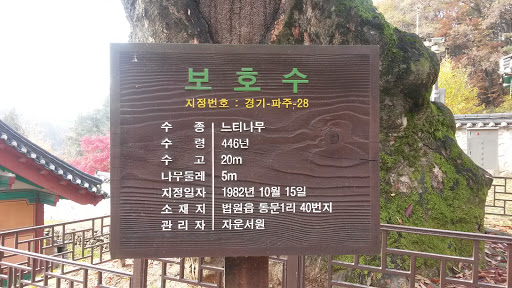 보호수
지정번호 : 경기-파주-28
수 종 느티나무
수 령 446년
수 고 20m
나무둘레 5m
지정일자 1982년 10월 15일
소 재 지 법원읍 동문1리 40번지
관 리 자 자운서원